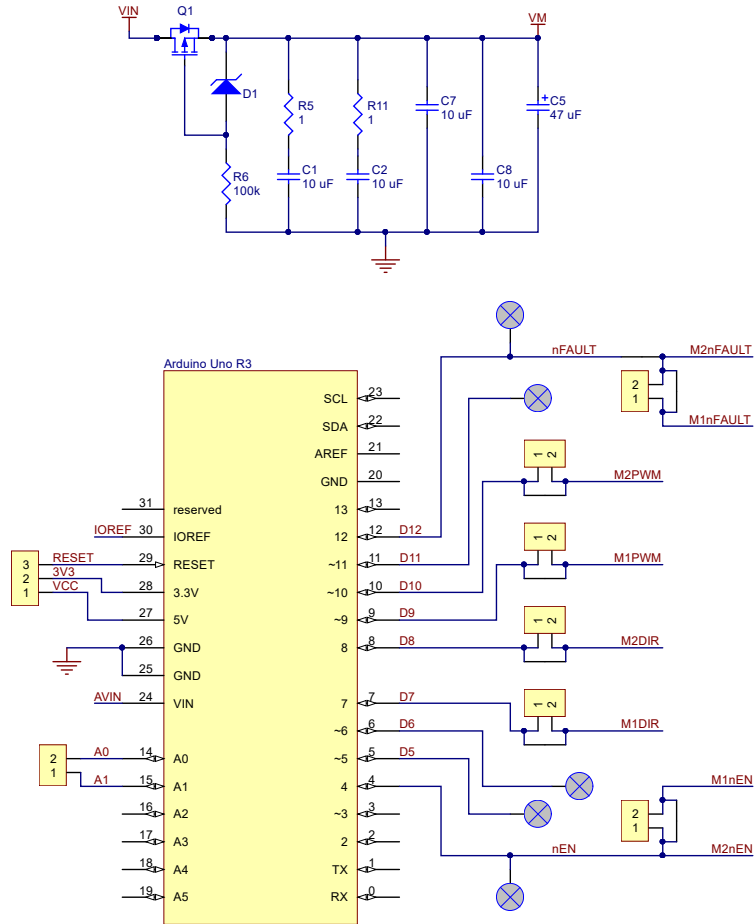 VIN
Q1
VM
D1
R5
1
R11
1
C7
10 uF
C5
47 uF
+
R6
100k
C1
10 uF
C2
10 uF
C8
10 uF
Arduino Uno R3
nFAULT
M2nFAULT
2
1
M1nFAULT
SCL 23
SDA 22
AREF 21
GND 20
31 reserved
13 13
IOREF 30 IOREF
12 12 D12
3 RESET 29 RESET
2 3V3 28 3.3V
1 VCC 27 5V
~11 11 D11
~10 10 D10
1 2 M2PWM
~9 9 D9
1 2 M1PWM
26 GND
8 8 D8
1 2 M2DIR
25 GND
AVIN 24 VIN
7 7 D7
1 2 M1DIR
~6 6 D6
2 A0 14 A0
~5 5 D5
1 A1 15 A1
4 4
M1nEN
16 A2
~3 3
2
1
17 A3
2 2
nEN
M2nEN
18 A4
TX 1
19 A5
RX 0